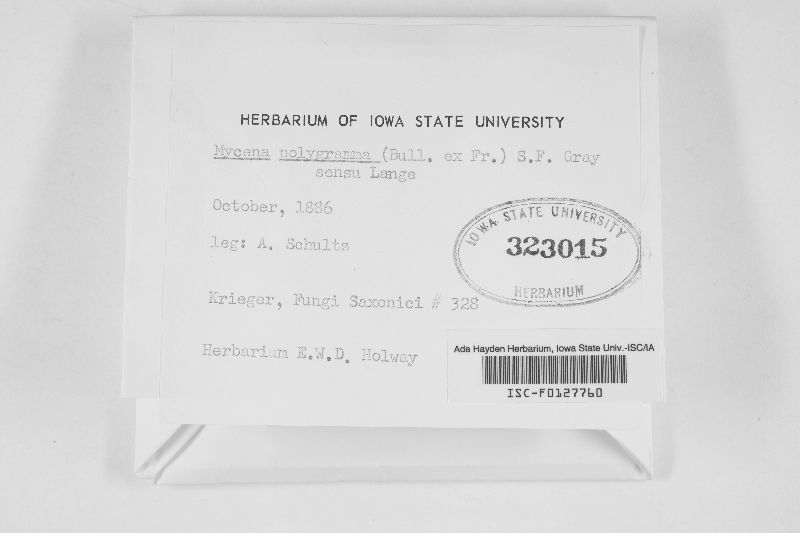 HERBARIUM OF IOWA STATE UNIVERSITY
Mycena polygramma (Bull. ex Fr.) S.F. Gray
sensu Lange
October, 1886
leg: A. Schultz
IOWA STATE UNIVERSITY
323015
HERBARIUM
Krieger, Fungi Saxonici # 328
Herbarium E.W.D. Holway
Ada Hayden Herbarium, Iowa State Univ.-ISC/IA
ISC-F0127760